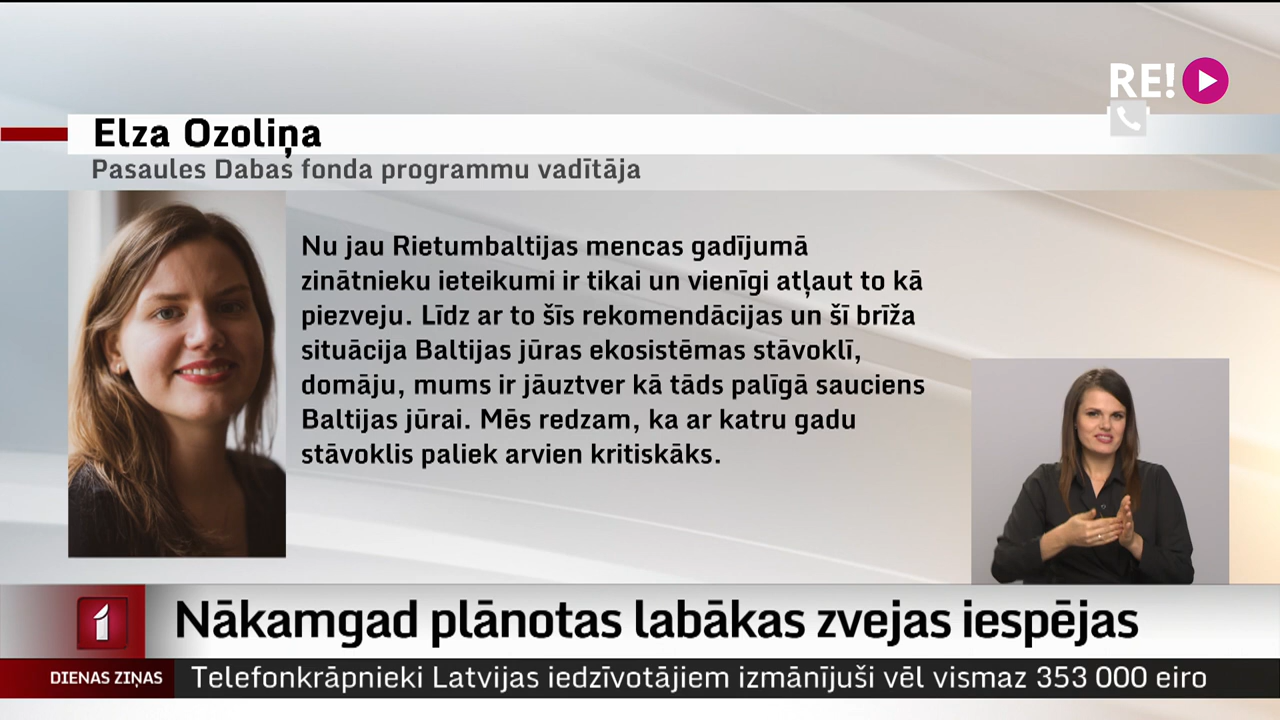 RE!
Elza Ozoliņa
Pasaules Dabas fonda programmu vadītāja
Nu jau Rietumbaltijas mencas gadījumā
zinātnieku ieteikumi ir tikai un vienīgi atļaut to kā
piezveju. Līdz ar to šīs rekomendācijas un šī brīža
situācija Baltijas jūras ekosistēmas stāvoklī,
domāju, mums ir jāuztver kā tāds palīgā sauciens
Baltijas jūrai. Mēs redzam, ka ar katru gadu
stāvoklis paliek arvien kritiskāks.
1
Nākamgad plānotas labākas zvejas iespējas
DIENAS ZIŅAS
Telefonkrāpnieki Latvijas iedzīvotājiem izmānījuši vēl vismaz 353 000 eiro